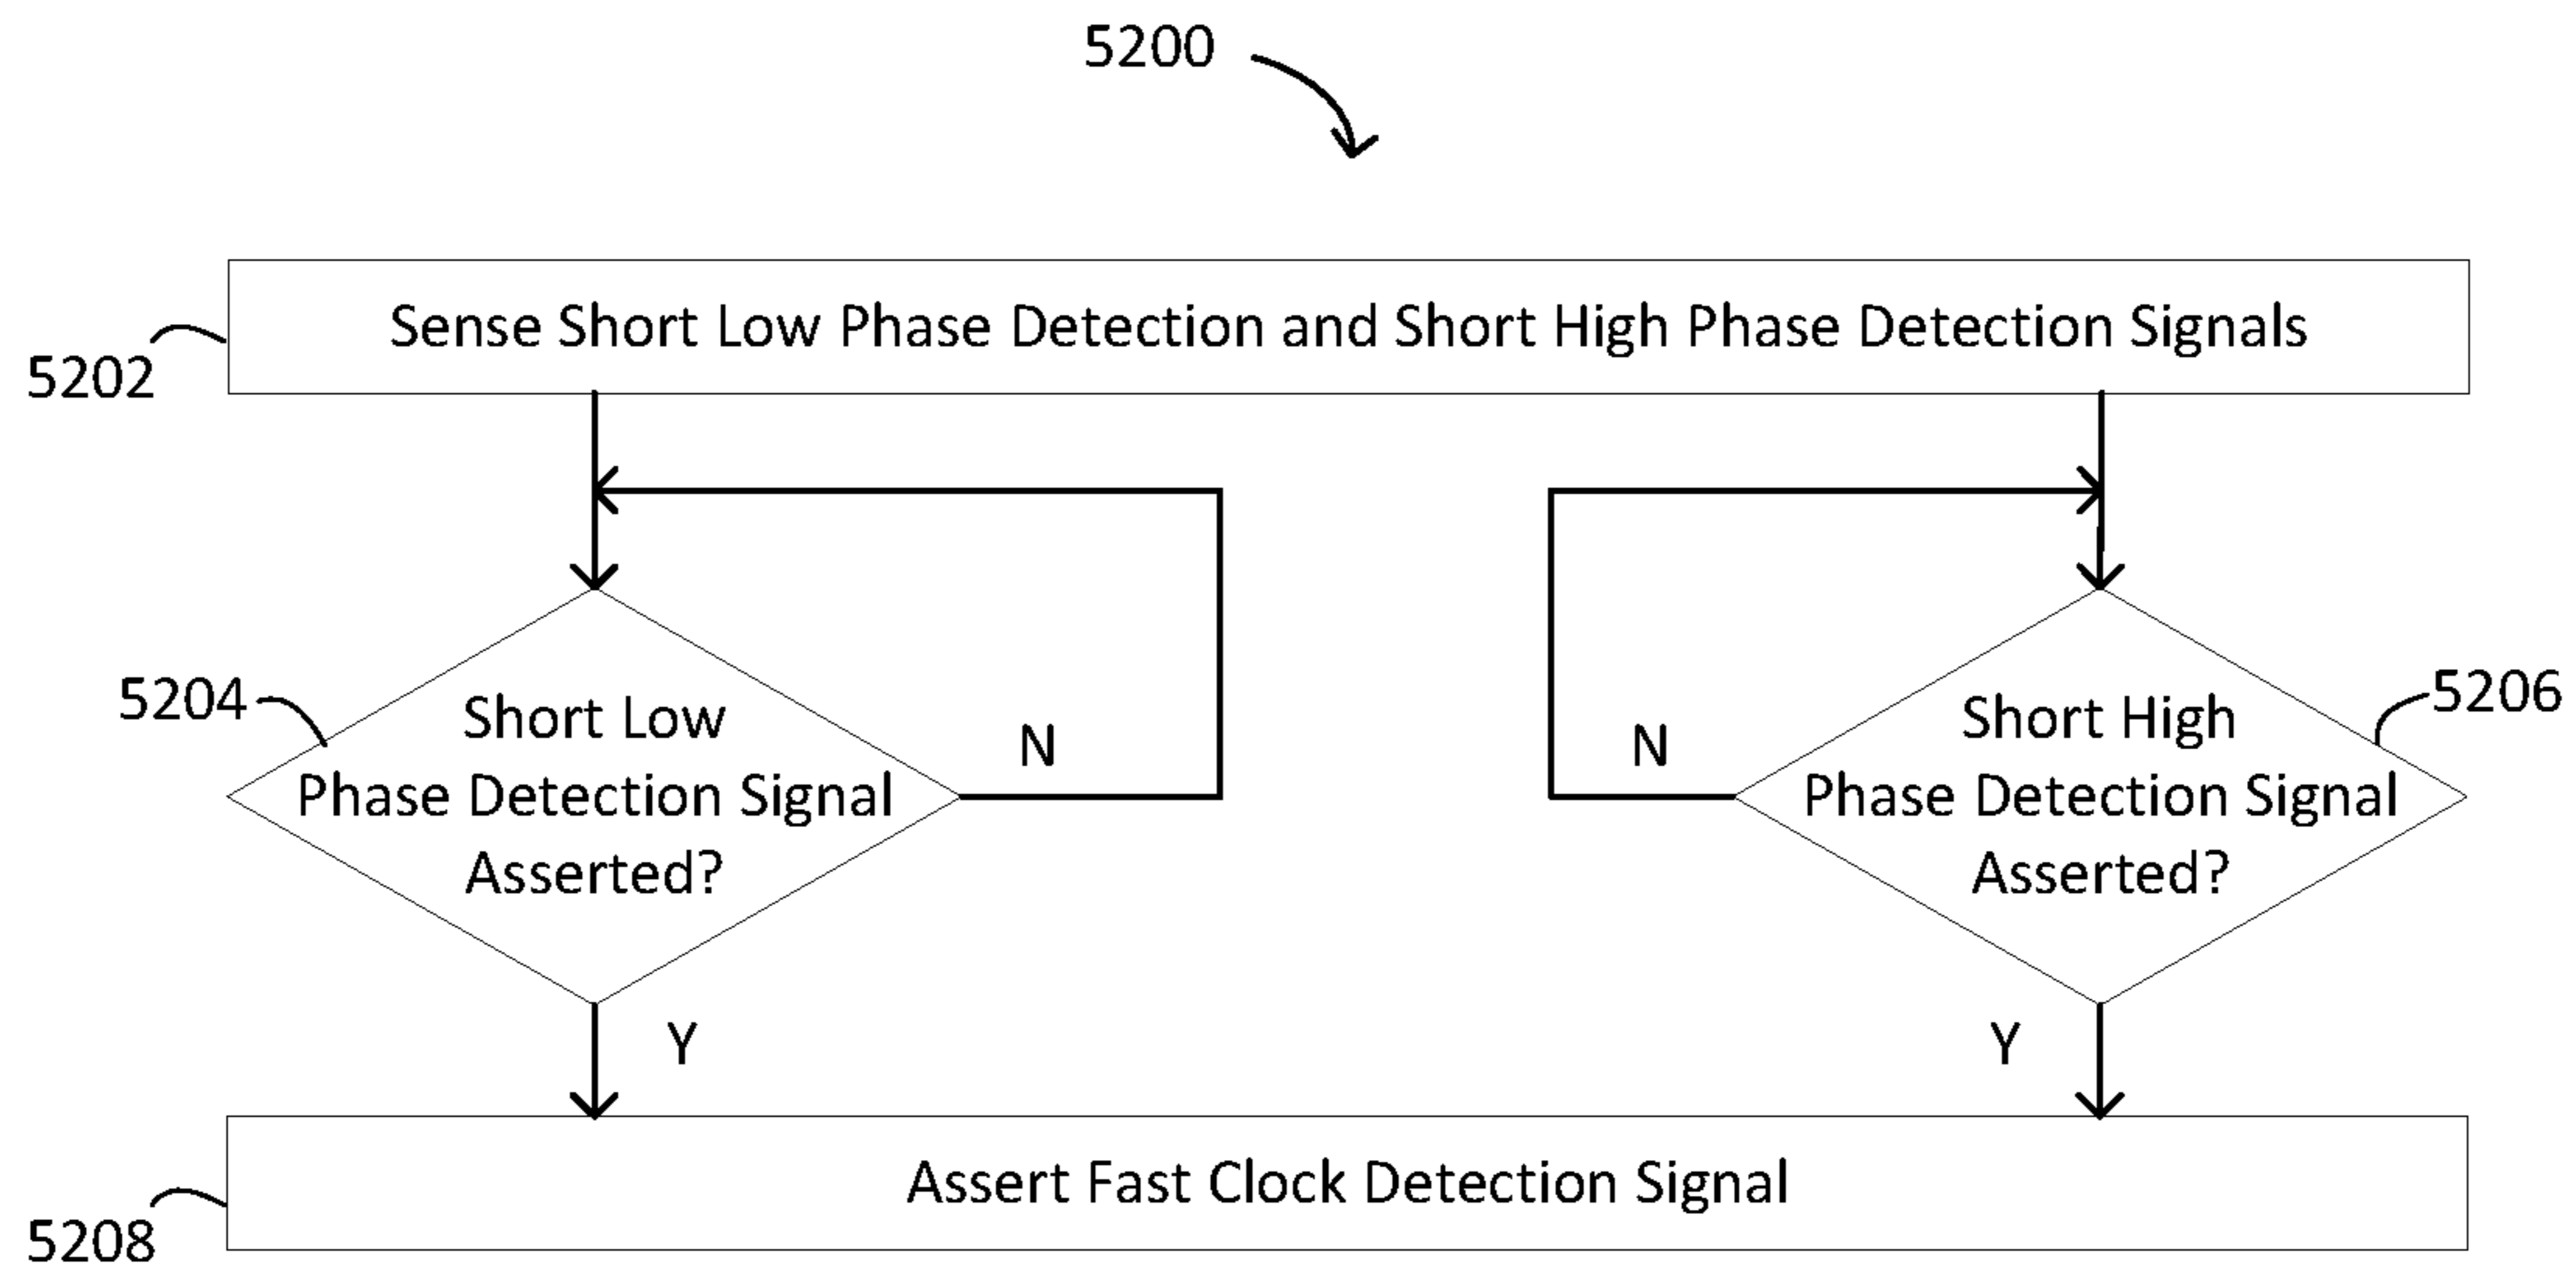 5200
Sense Short Low Phase Detection and Short High Phase Detection Signals
5202
5204
Short Low
Phase Detection Signal
Asserted?
N
Y
N
Short High
Phase Detection Signal
Asserted?
5206
Y
Assert Fast Clock Detection Signal
5208